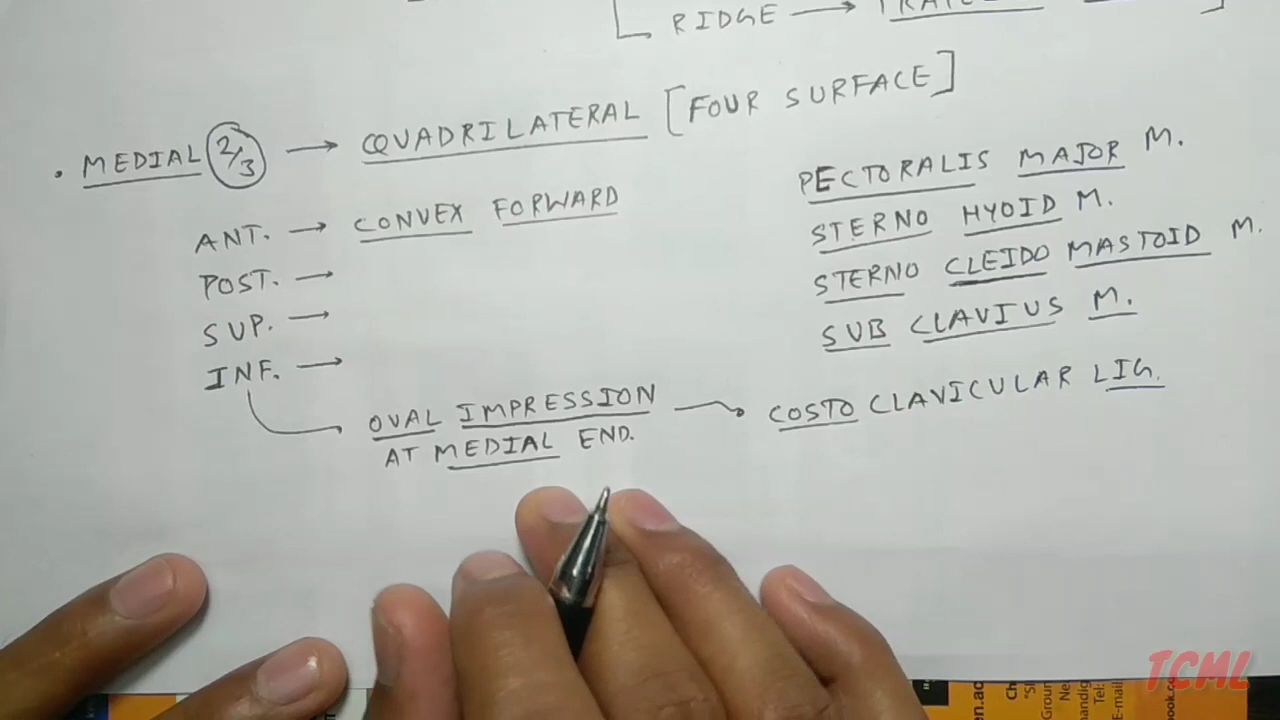 RIDGE →
. MEDIAL 2/3 → QUADRILATERAL [FOUR SURFACE]
ANT. → CONVEX FORWARD
POST. →
SUP. →
INF. →
PECTORALIS MAJOR M.
STERNO HYOID M.
STERNO CLEIDO MASTOID M.
SUB CLAVIUS M.
OVAL IMPRESSION
AT MEDIAL END.
COSTO CLAVICULAR LIG.
TCML